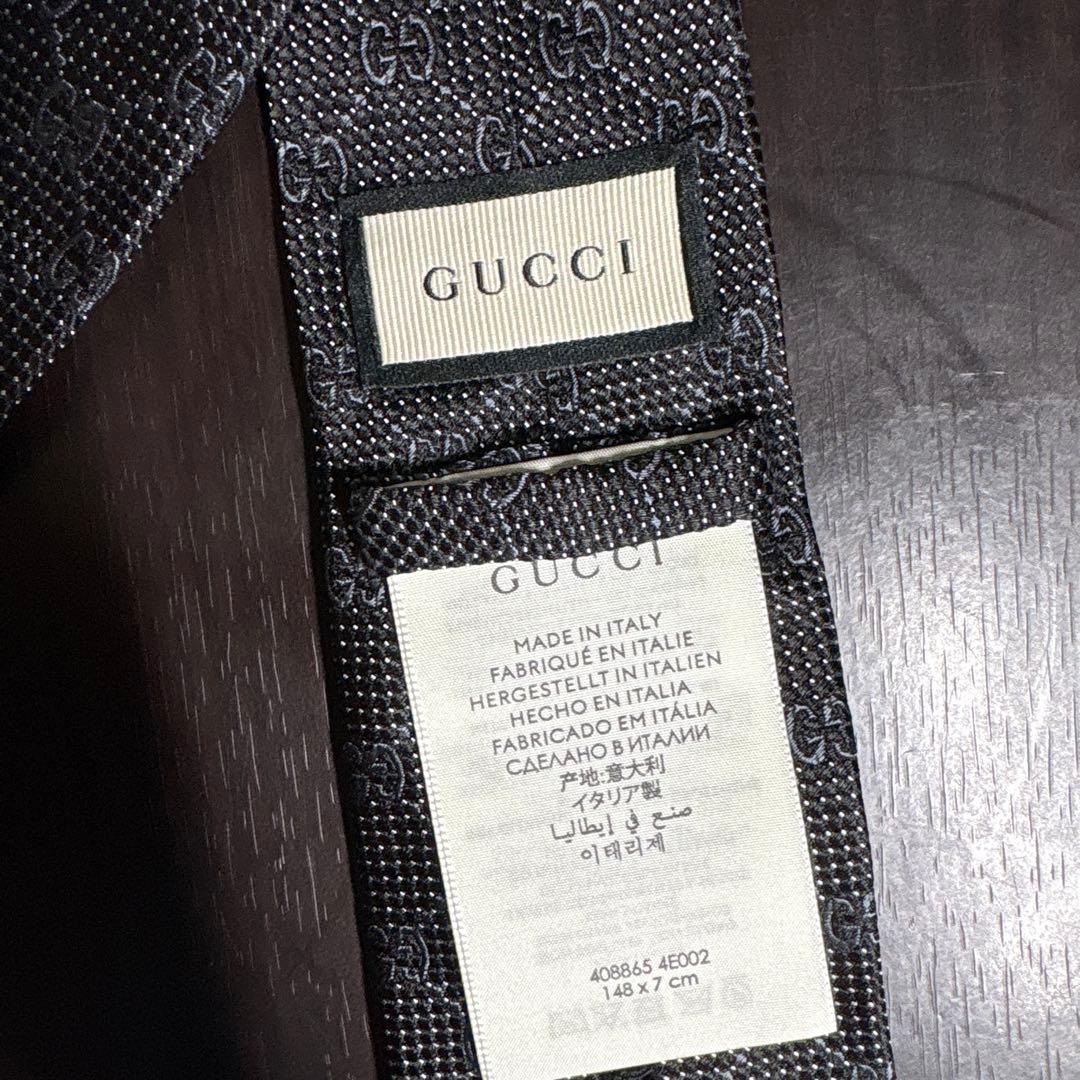 GUCCI
GUCCI
MADE IN ITALY
FABRIQUÉ EN ITALIE
HERGESTELLT IN ITALIEN
HECHO EN ITALIA
FABRICADO EM ITÁLIA
СДЕЛАНО В ИТАЛИИ
产地:意大利
イタリア製
صنع في إيطاليا
이태리제
408865 4E002
148 x 7 cm